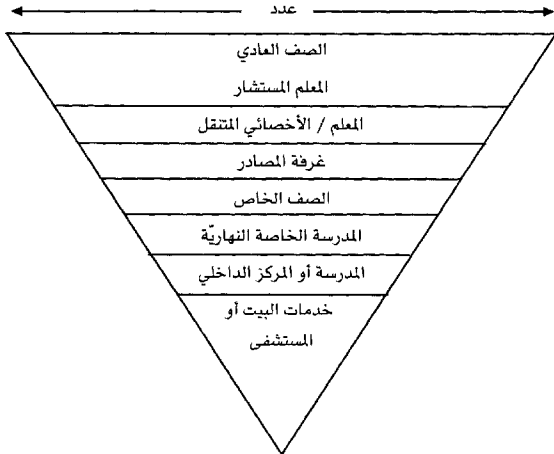 عدد
الصف العادي
المعلم المستشار
المعلم / الأخصائي المتنقل
غرفة المصادر
الصف الخاص
المدرسة الخاصة النهاريّة
المدرسة أو المركز الداخلي
خدمات البيت أو
المستشفى